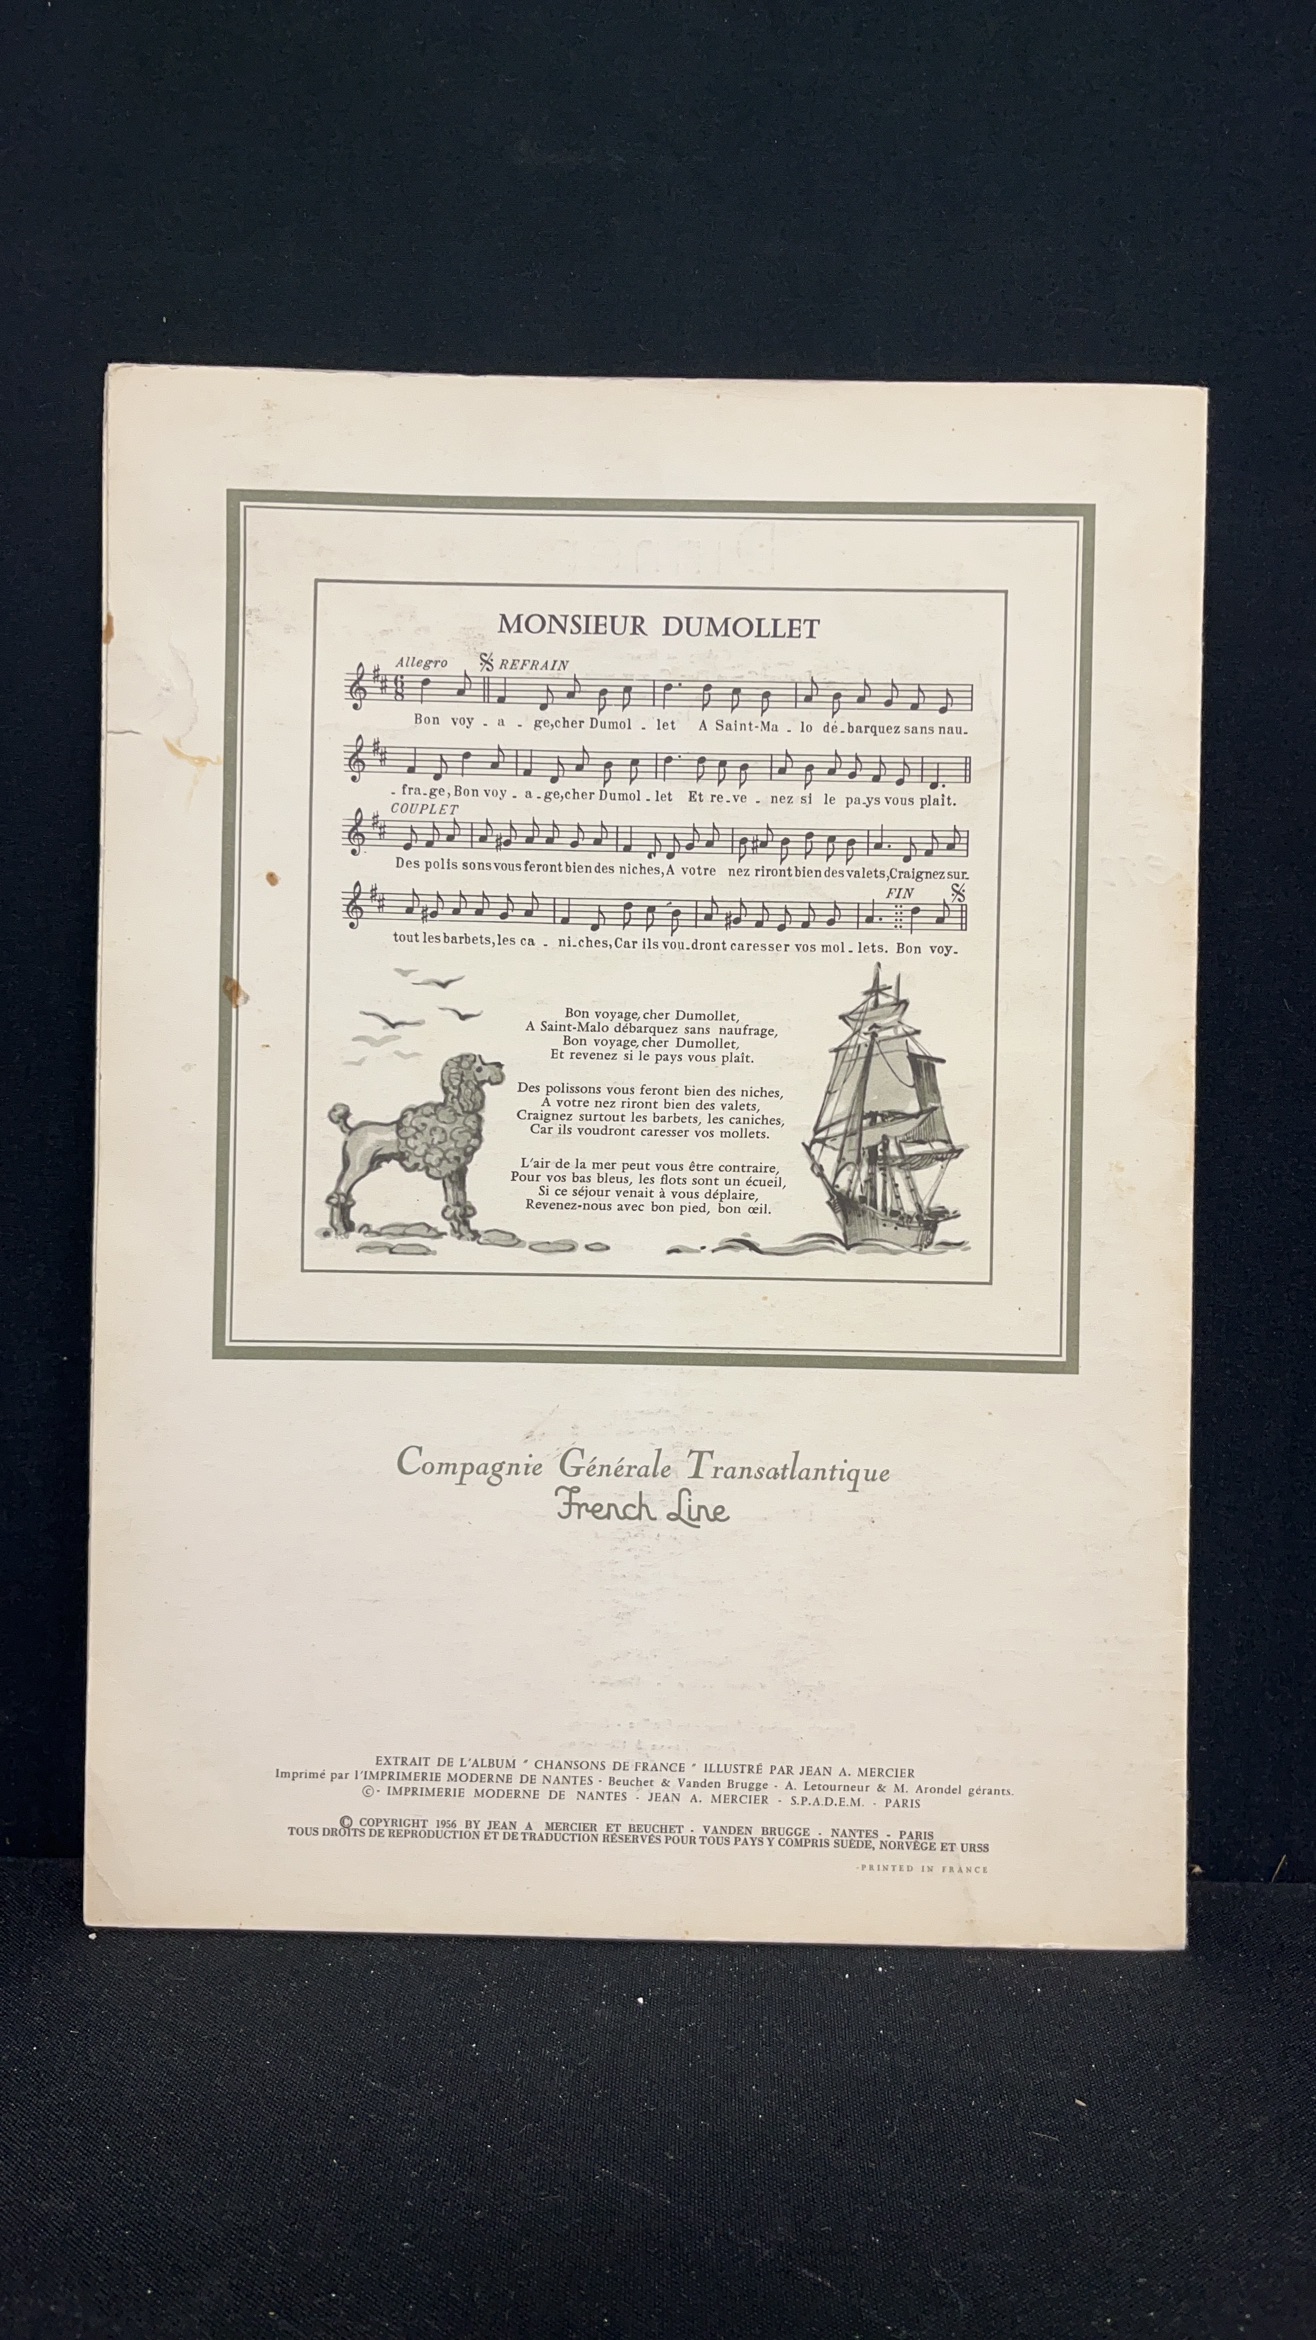 MONSIEUR DUMOLLET
Allegro REFRAIN
Bon voy - a - ge,cher Dumol - let A Saint-Ma - lo dé-barquez sans nau-
- fra-ge, Bon voy - a-ge,cher Dumol - let Et re-ve - nez si le pa-ys vous plait.
COUPLET
Des polis sons vous feront bien des niches, A votre nez riront bien des valets, Craignez sur-
FIN
tout les barbets, les ca - ni-ches, Car ils vou-dront caresser vos mol - lets. Bon voy-
Bon voyage, cher Dumollet,
A Saint-Malo débarquez sans naufrage,
Bon voyage, cher Dumollet,
Et revenez si le pays vous plaît.
Des polissons vous feront bien des niches,
A votre nez riront bien des valets,
Craignez surtout les barbets, les caniches,
Car ils voudront caresser vos mollets.
L'air de la mer peut vous être contraire,
Pour vos bas bleus, les flots sont un écueil,
Si ce séjour venait à vous déplaire,
Revenez-nous avec bon pied, bon œil.
Compagnie Générale Transatlantique
French Line
EXTRAIT DE L'ALBUM " CHANSONS DE FRANCE " ILLUSTRÉ PAR JEAN A. MERCIER
Imprimé par l'IMPRIMERIE MODERNE DE NANTES - Beuchet & Vanden Brugge - A. Letourneur & M. Arondel gérants.
©- IMPRIMERIE MODERNE DE NANTES - JEAN A. MERCIER - S.P.A.D.E.M. - PARIS
© COPYRIGHT 1956 BY JEAN A MERCIER ET BEUCHET - VANDEN BRUGGE - NANTES - PARIS
TOUS DROITS DE REPRODUCTION ET DE TRADUCTION RÉSERVÉS POUR TOUS PAYS Y COMPRIS SUÈDE, NORVÈGE ET URSS
-PRINTED IN FRANCE